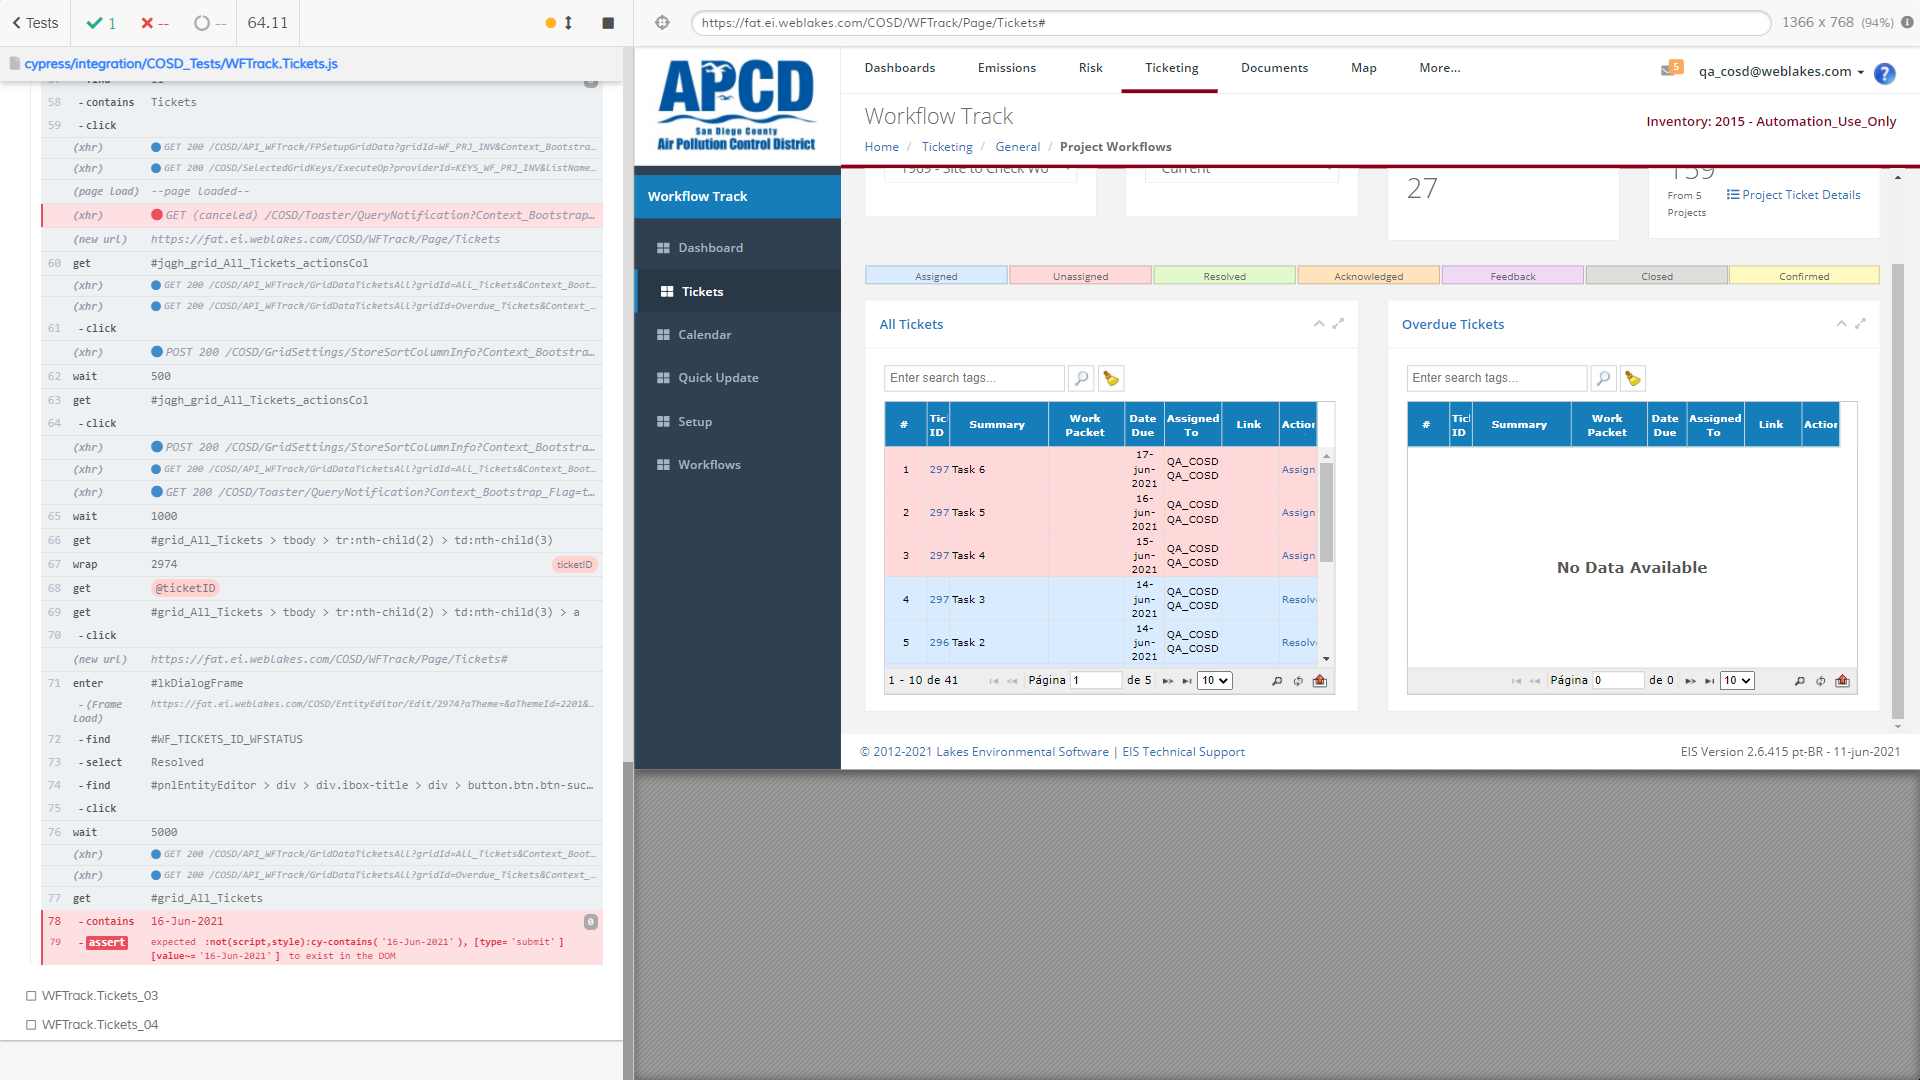 Tests
1
--
--
64.11
https://fat.ei.weblakes.com/COSD/WFTrack/Page/Tickets#
1366 x 768 (94%)
cypress/integration/COSD_Tests/WFTrack.Tickets.js
58 - contains Tickets
59 - click
(xhr) GET 200 /COSD/API_WFTrack/FPSetupGridData?gridId=WF_PRJ_INV&Context_Bootstra...
(xhr) GET 200 /COSD/SelectedGridKeys/ExecuteOp?providerId=KEYS_WF_PRJ_INV&listName...
(page load) --page loaded--
(xhr) GET (canceled) /COSD/Toaster/QueryNotification?Context_Bootstrap...
(new url) https://fat.ei.weblakes.com/COSD/WFTrack/Page/Tickets
60 get #jqgh_grid_All_Tickets_actionsCol
(xhr) GET 200 /COSD/API_WFTrack/GridDataTicketsAll?gridId=All_Tickets&Context_Boot...
(xhr) GET 200 /COSD/API_WFTrack/GridDataTicketsAll?gridId=Overdue_Tickets&Context_...
61 - click
(xhr) POST 200 /COSD/GridSettings/StoreSortColumnInfo?Context_Bootstra...
62 wait 500
63 get #jqgh_grid_All_Tickets_actionsCol
64 - click
(xhr) POST 200 /COSD/GridSettings/StoreSortColumnInfo?Context_Bootstra...
(xhr) GET 200 /COSD/API_WFTrack/GridDataTicketsAll?gridId=All_Tickets&Context_Boot...
(xhr) GET 200 /COSD/Toaster/QueryNotification?Context_Bootstrap_Flag=t...
65 wait 1000
66 get #grid_All_Tickets > tbody > tr:nth-child(2) > td:nth-child(3)
67 wrap 2974 ticketID
68 get @ticketID
69 get #grid_All_Tickets > tbody > tr:nth-child(2) > td:nth-child(3) > a
70 - click
(new url) https://fat.ei.weblakes.com/COSD/WFTrack/Page/Tickets#
71 enter #lkDialogFrame
- (Frame Load) https://fat.ei.weblakes.com/COSD/EntityEditor/Edit/2974?aTheme=&aThemeId=2201&...
72 - find #WF_TICKETS_ID_WFSTATUS
73 - select Resolved
74 - find #pnlEntityEditor > div > div.ibox-title > div > button.btn.btn-suc...
75 - click
76 wait 5000
(xhr) GET 200 /COSD/API_WFTrack/GridDataTicketsAll?gridId=All_Tickets&Context_Boot...
(xhr) GET 200 /COSD/API_WFTrack/GridDataTicketsAll?gridId=Overdue_Tickets&Context_...
77 get #grid_All_Tickets
78 - contains 16-Jun-2021 0
79 - assert expected :not(script,style):cy-contains('16-Jun-2021'), [type='submit']
[value~='16-Jun-2021'] to exist in the DOM
WFTrack.Tickets_03
WFTrack.Tickets_04
APCD
San Diego County
Air Pollution Control District
Dashboards Emissions Risk Ticketing Documents Map More...
5 qa_cosd@weblakes.com ?
Workflow Track
Inventory: 2015 - Automation_Use_Only
Home / Ticketing / General / Project Workflows
Workflow Track
Dashboard
Tickets
Calendar
Quick Update
Setup
Workflows
1989 - Site to Check Wo
Current
27
139
From 5
Projects
Project Ticket Details
Assigned Unassigned Resolved Acknowledged Feedback Closed Confirmed
All Tickets
Enter search tags...
# Tic ID Summary Work Packet Date Due Assigned To Link Action
1 297 Task 6 17-jun-2021 QA_COSD QA_COSD Assign
2 297 Task 5 16-jun-2021 QA_COSD QA_COSD Assign
3 297 Task 4 15-jun-2021 QA_COSD QA_COSD Assign
4 297 Task 3 14-jun-2021 QA_COSD QA_COSD Resolv
5 296 Task 2 14-jun-2021 QA_COSD QA_COSD Resolv
1 - 10 de 41 Página 1 de 5 10
Overdue Tickets
Enter search tags...
# Tic ID Summary Work Packet Date Due Assigned To Link Action
No Data Available
Página 0 de 0 10
© 2012-2021 Lakes Environmental Software | EIS Technical Support
EIS Version 2.6.415 pt-BR - 11-jun-2021